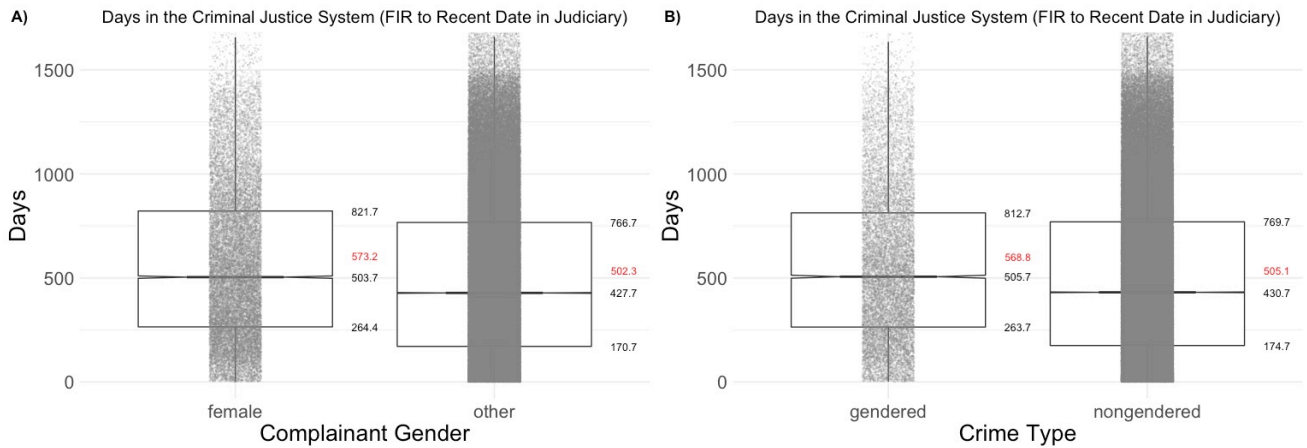 A)
Days in the Criminal Justice System (FIR to Recent Date in Judiciary)
Days
1500
1000
500
0
821.7
573.2
503.7
264.4
766.7
502.3
427.7
170.7
female
other
Complainant Gender
B)
Days in the Criminal Justice System (FIR to Recent Date in Judiciary)
Days
1500
1000
500
0
812.7
568.8
505.7
263.7
769.7
505.1
430.7
174.7
gendered
nongendered
Crime Type